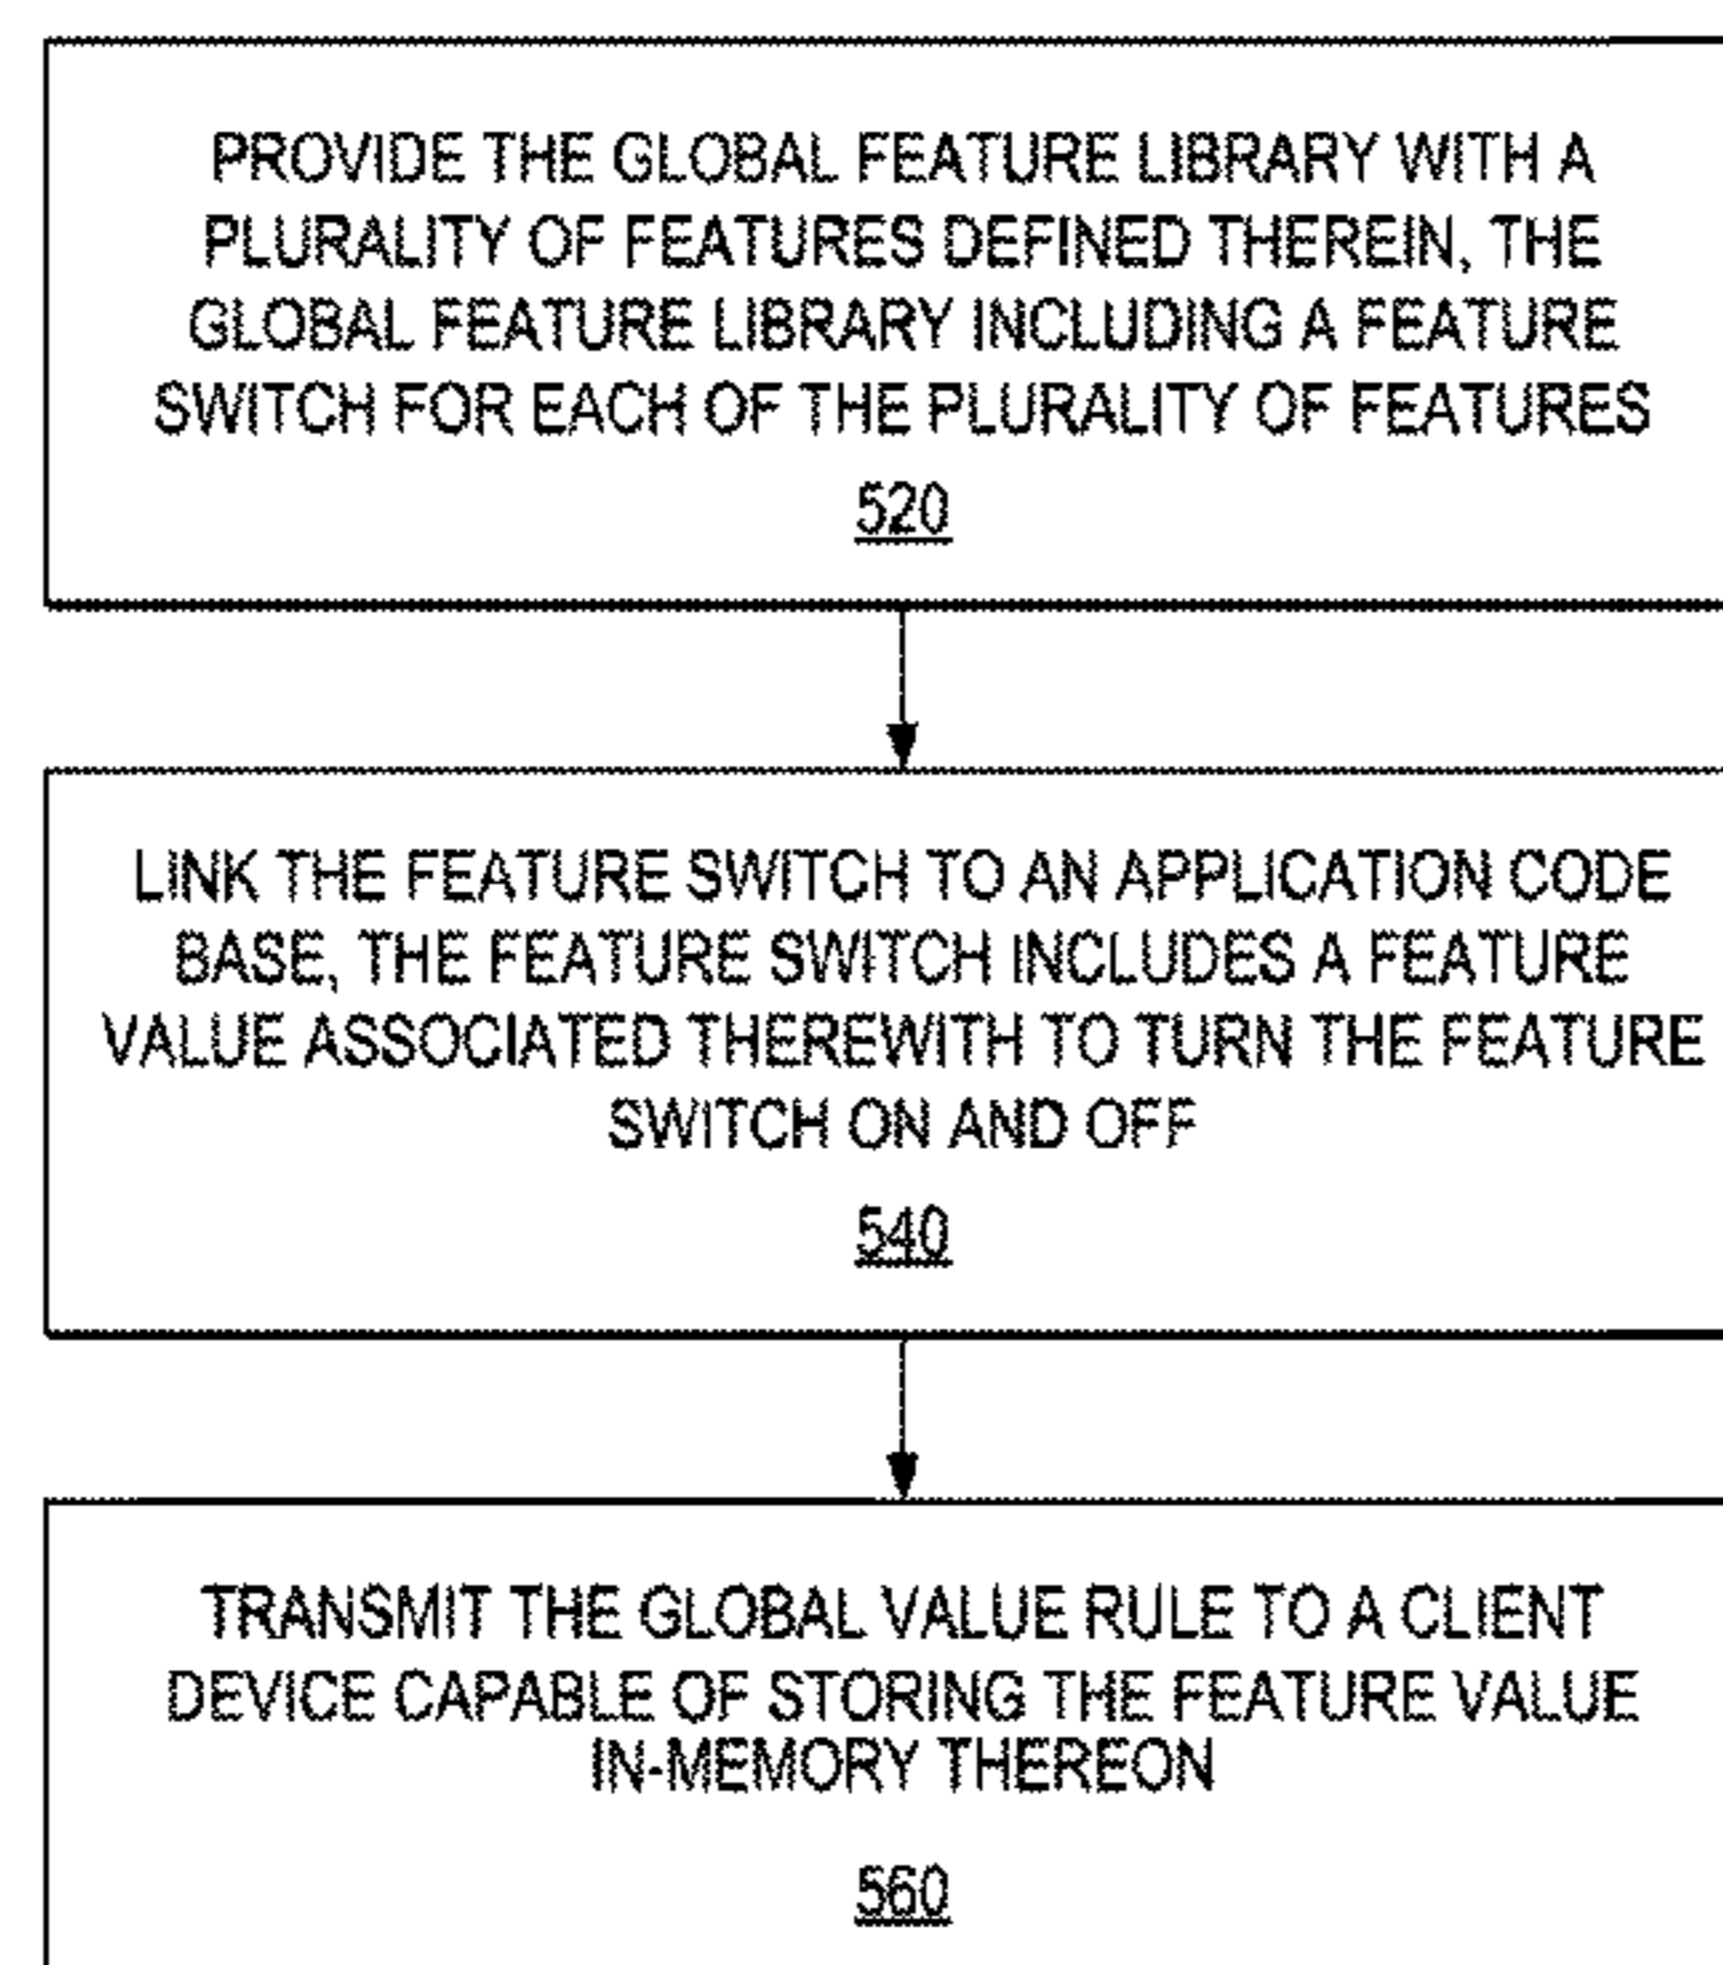 PROVIDE THE GLOBAL FEATURE LIBRARY WITH A
PLURALITY OF FEATURES DEFINED THEREIN, THE
GLOBAL FEATURE LIBRARY INCLUDING A FEATURE
SWITCH FOR EACH OF THE PLURALITY OF FEATURES
520
LINK THE FEATURE SWITCH TO AN APPLICATION CODE
BASE, THE FEATURE SWITCH INCLUDES A FEATURE
VALUE ASSOCIATED THEREWITH TO TURN THE FEATURE
SWITCH ON AND OFF
540
TRANSMIT THE GLOBAL VALUE RULE TO A CLIENT
DEVICE CAPABLE OF STORING THE FEATURE VALUE
IN-MEMORY THEREON
560